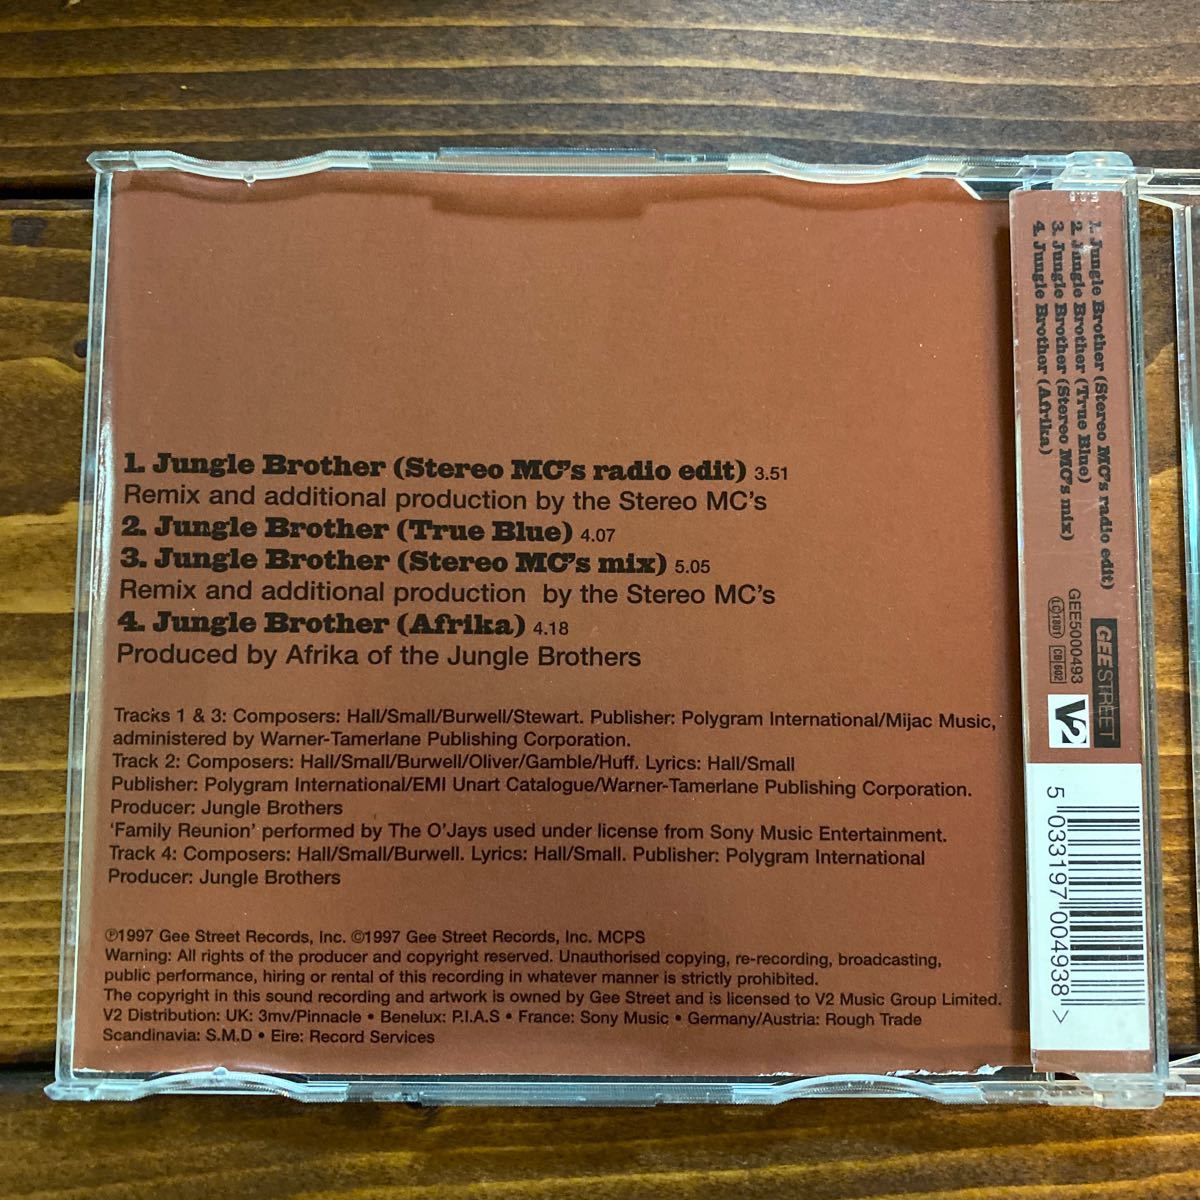 1. Jungle Brother (Stereo MC's radio edit) 3.51
Remix and additional production by the Stereo MC's
2. Jungle Brother (True Blue) 4.07
3. Jungle Brother (Stereo MC's mix) 5.05
Remix and additional production by the Stereo MC's
4. Jungle Brother (Afrika) 4.18
Produced by Afrika of the Jungle Brothers
Tracks 1 & 3: Composers: Hall/Small/Burwell/Stewart. Publisher: Polygram International/Mijac Music,
administered by Warner-Tamerlane Publishing Corporation.
Track 2: Composers: Hall/Small/Burwell/Oliver/Gamble/Huff. Lyrics: Hall/Small
Publisher: Polygram International/EMI Unart Catalogue/Warner-Tamerlane Publishing Corporation.
Producer: Jungle Brothers
'Family Reunion' performed by The O'Jays used under license from Sony Music Entertainment.
Track 4: Composers: Hall/Small/Burwell. Lyrics: Hall/Small. Publisher: Polygram International
Producer: Jungle Brothers
℗1997 Gee Street Records, Inc. ©1997 Gee Street Records, Inc. MCPS
Warning: All rights of the producer and copyright reserved. Unauthorised copying, re-recording, broadcasting,
public performance, hiring or rental of this recording in whatever manner is strictly prohibited.
The copyright in this sound recording and artwork is owned by Gee Street and is licensed to V2 Music Group Limited.
V2 Distribution: UK: 3mv/Pinnacle • Benelux: P.I.A.S • France: Sony Music • Germany/Austria: Rough Trade
Scandinavia: S.M.D • Eire: Record Services
1. Jungle Brother (Stereo MC's radio edit)
2. Jungle Brother (True Blue)
3. Jungle Brother (Stereo MC's mix)
4. Jungle Brother (Afrika)
GEE5000493
LC 1801
CB 602
GEESTREET
V2
5 033197 004938 >